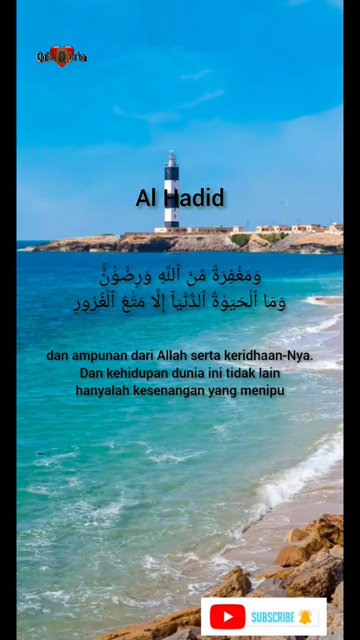 Al Hadid
وَمَغْفِرَةٌ مِّنَ ٱللَّهِ وَرِضْوَٰنٌۚ
وَمَا ٱلْحَيَوٰةُ ٱلدُّنْيَآ إِلَّا مَتَٰعُ ٱلْغُرُورِ
dan ampunan dari Allah serta keridhaan-Nya.
Dan kehidupan dunia ini tidak lain
hanyalah kesenangan yang menipu
SUBSCRIBE